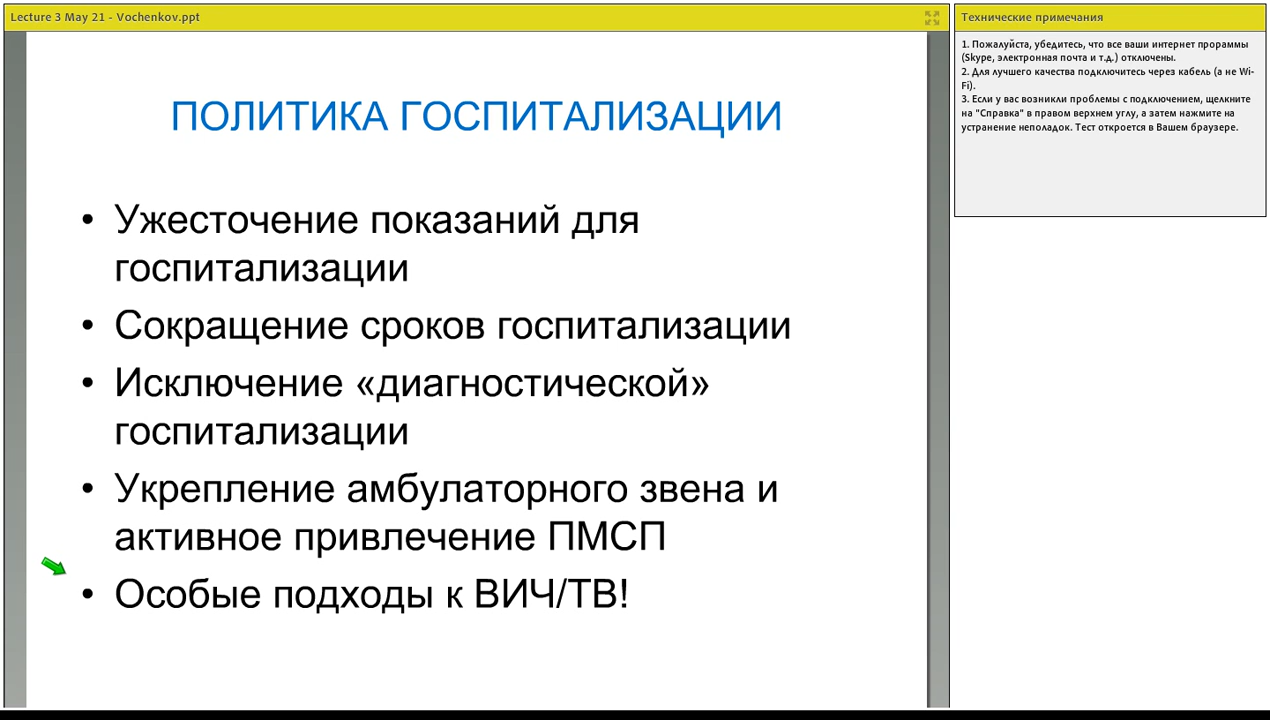 Lecture 3 May 21 - Vochenkov.ppt
ПОЛИТИКА ГОСПИТАЛИЗАЦИИ
• Ужесточение показаний для
госпитализации
• Сокращение сроков госпитализации
• Исключение «диагностической»
госпитализации
• Укрепление амбулаторного звена и
активное привлечение ПМСП
• Особые подходы к ВИЧ/ТВ!
Технические примечания
1. Пожалуйста, убедитесь, что все ваши интернет прораммы
(Skype, электронная почта и т.д.) отключены.
2. Для лучшего качества подключитесь через кабель (а не Wi-
Fi).
3. Если у вас возникли проблемы с подключением, щелкните
на "Справка" в правом верхнем углу, а затем нажмите на
устранение неполадок. Тест откроется в Вашем браузере.